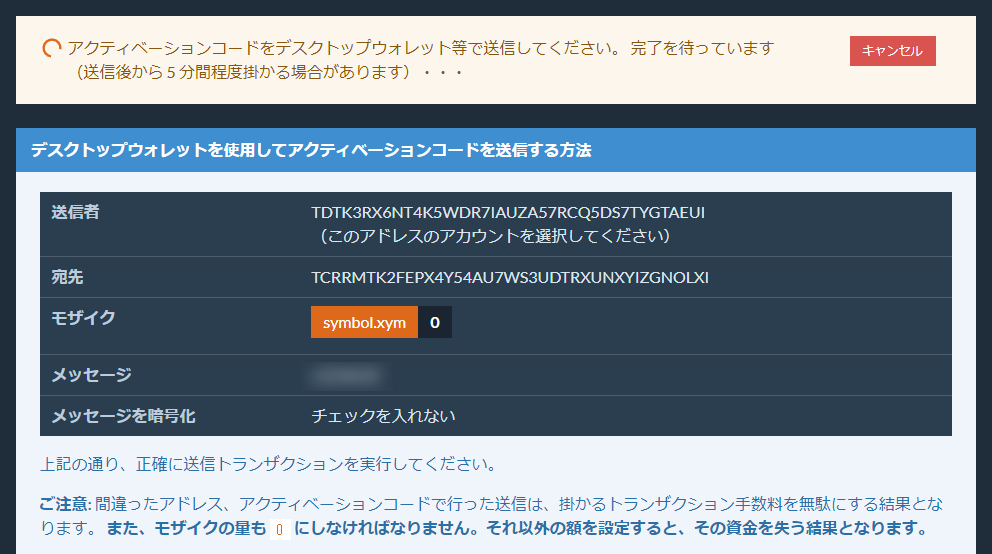 アクティベーションコードをデスクトップウォレット等で送信してください。 完了を待っています
（送信後から 5 分間程度掛かる場合があります）・・・
キャンセル
デスクトップウォレットを使用してアクティベーションコードを送信する方法
送信者 TDTK3RX6NT4K5WDR7IAUZA57RCQ5DS7TYGTAEUI
（このアドレスのアカウントを選択してください）
宛先 TCRRMTK2FEPX4Y54AU7WS3UDTRXUNXYIZGNOLXI
モザイク symbol.xym 0
メッセージ
メッセージを暗号化 チェックを入れない
上記の通り、正確に送信トランザクションを実行してください。
ご注意: 間違ったアドレス、アクティベーションコードで行った送信は、掛かるトランザクション手数料を無駄にする結果とな
ります。 また、モザイクの量も 0 にしなければなりません。それ以外の額を設定すると、その資金を失う結果となります。